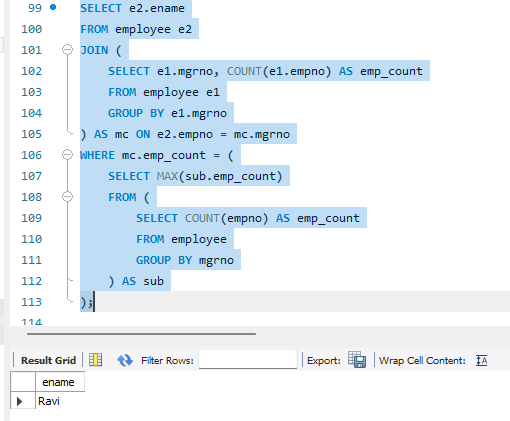 99 SELECT e2.ename
100 FROM employee e2
101 JOIN (
102 SELECT e1.mgrno, COUNT(e1.empno) AS emp_count
103 FROM employee e1
104 GROUP BY e1.mgrno
105 ) AS mc ON e2.empno = mc.mgrno
106 WHERE mc.emp_count = (
107 SELECT MAX(sub.emp_count)
108 FROM (
109 SELECT COUNT(empno) AS emp_count
110 FROM employee
111 GROUP BY mgrno
112 ) AS sub
113 );
114
Result Grid Filter Rows: Export: Wrap Cell Content: IA
ename
Ravi